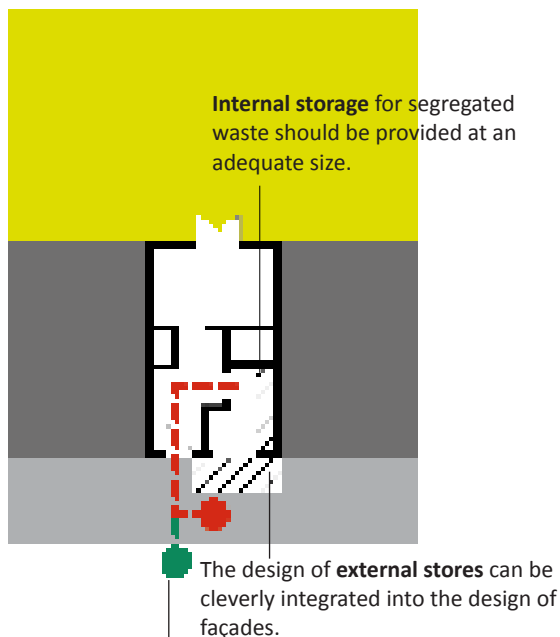 Internal storage for segregated
waste should be provided at an
adequate size.
The design of external stores can be
cleverly integrated into the design of
façades.